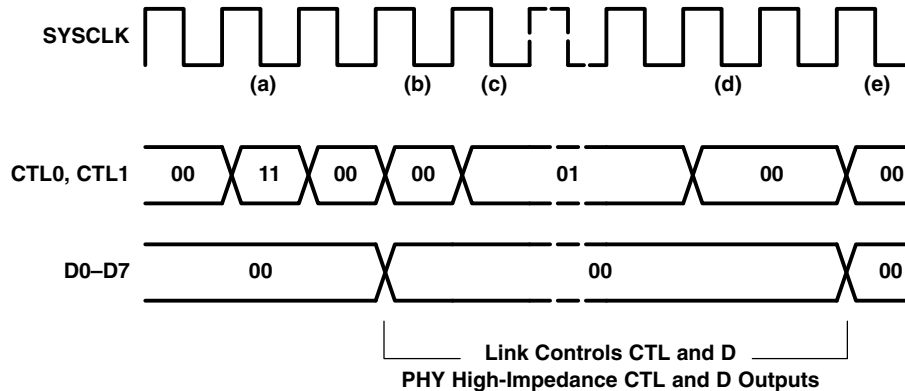 SYSCLK
(a) (b) (c) (d) (e)
CTL0, CTL1 00 11 00 00 01 00 00
D0–D7 00 00 00
Link Controls CTL and D
PHY High-Impedance CTL and D Outputs